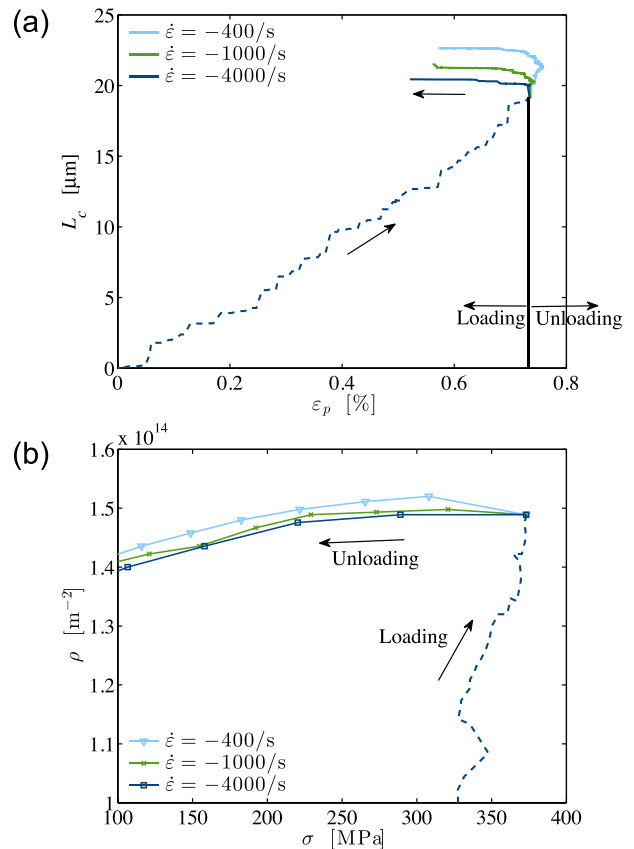 (a)
ε̇ = −400/s
ε̇ = −1000/s
ε̇ = −4000/s
25
20
15
10
5
0
L_c [μm]
Loading
Unloading
0
0.2
0.4
0.6
0.8
ε_p [%]
(b)
x 10^14
1.6
1.5
1.4
1.3
1.2
1.1
1
ρ [m^−2]
Unloading
Loading
ε̇ = −400/s
ε̇ = −1000/s
ε̇ = −4000/s
100
150
200
250
300
350
400
σ [MPa]